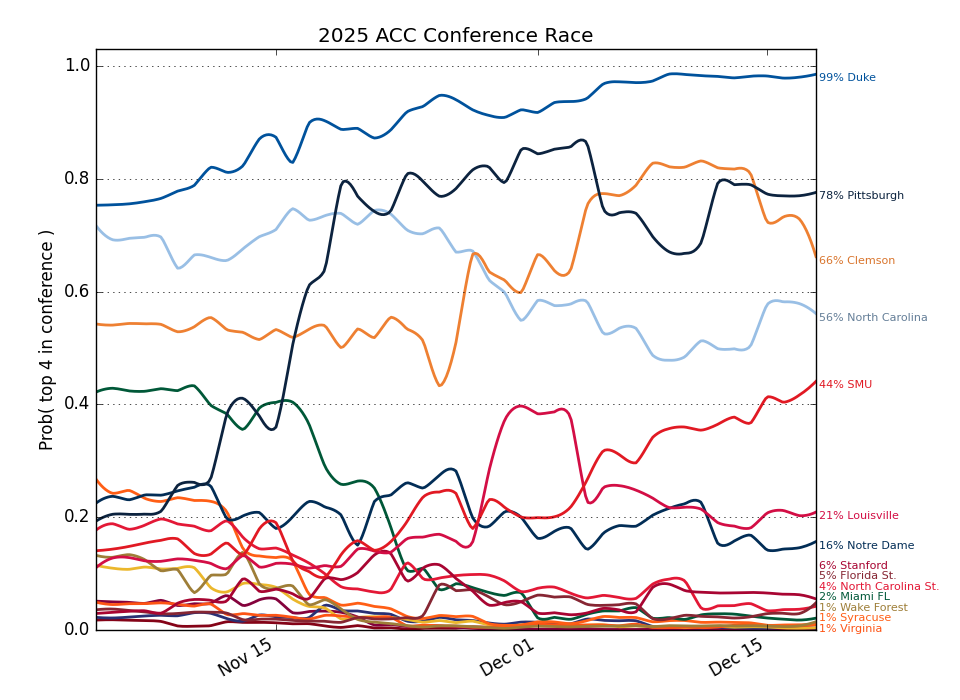 2025 ACC Conference Race
Prob( top 4 in conference )
1.0
0.8
0.6
0.4
0.2
0.0
Nov 15
Dec 01
Dec 15
99% Duke
78% Pittsburgh
66% Clemson
56% North Carolina
44% SMU
21% Louisville
16% Notre Dame
6% Stanford
5% Florida St.
4% North Carolina St.
2% Miami FL
1% Wake Forest
1% Syracuse
1% Virginia